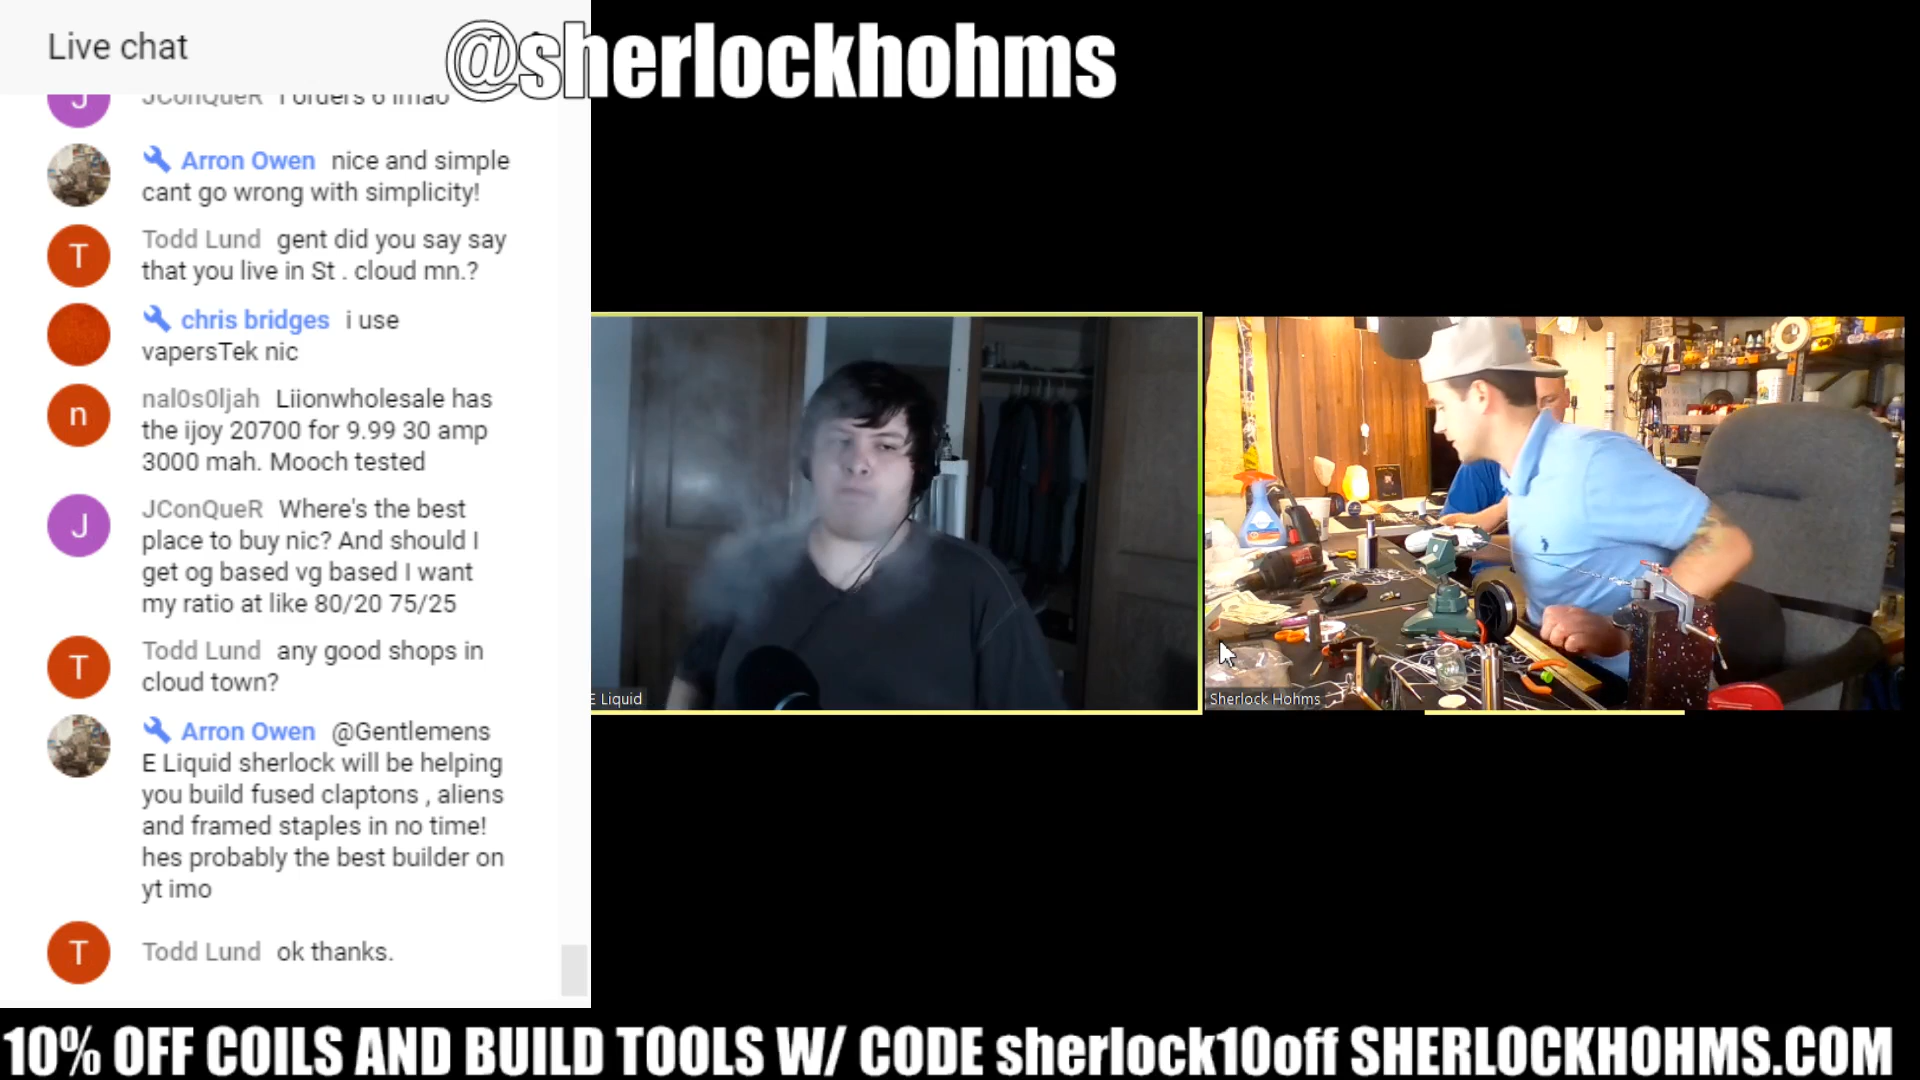 Live chat
@sherlockhohms
JConQueR I orders 6 lmao
Arron Owen nice and simple
cant go wrong with simplicity!
T
Todd Lund gent did you say say
that you live in St . cloud mn.?
chris bridges i use
vapersTek nic
n
nal0s0ljah Liionwholesale has
the ijoy 20700 for 9.99 30 amp
3000 mah. Mooch tested
J
JConQueR Where's the best
place to buy nic? And should I
get og based vg based I want
my ratio at like 80/20 75/25
T
Todd Lund any good shops in
cloud town?
Arron Owen @Gentlemens
E Liquid sherlock will be helping
you build fused claptons , aliens
and framed staples in no time!
hes probably the best builder on
yt imo
T
Todd Lund ok thanks.
E Liquid
Sherlock Hohms
10% OFF COILS AND BUILD TOOLS W/ CODE sherlock10off SHERLOCKHOHMS.COM